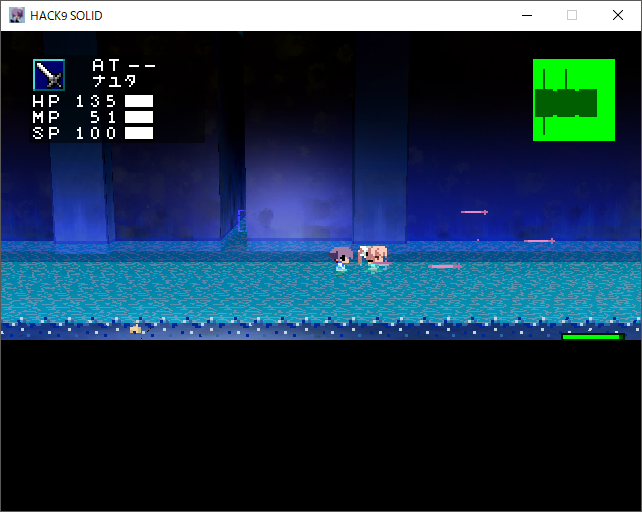 HACK9 SOLID
AT --
ナユタ
HP 135
MP 51
SP 100